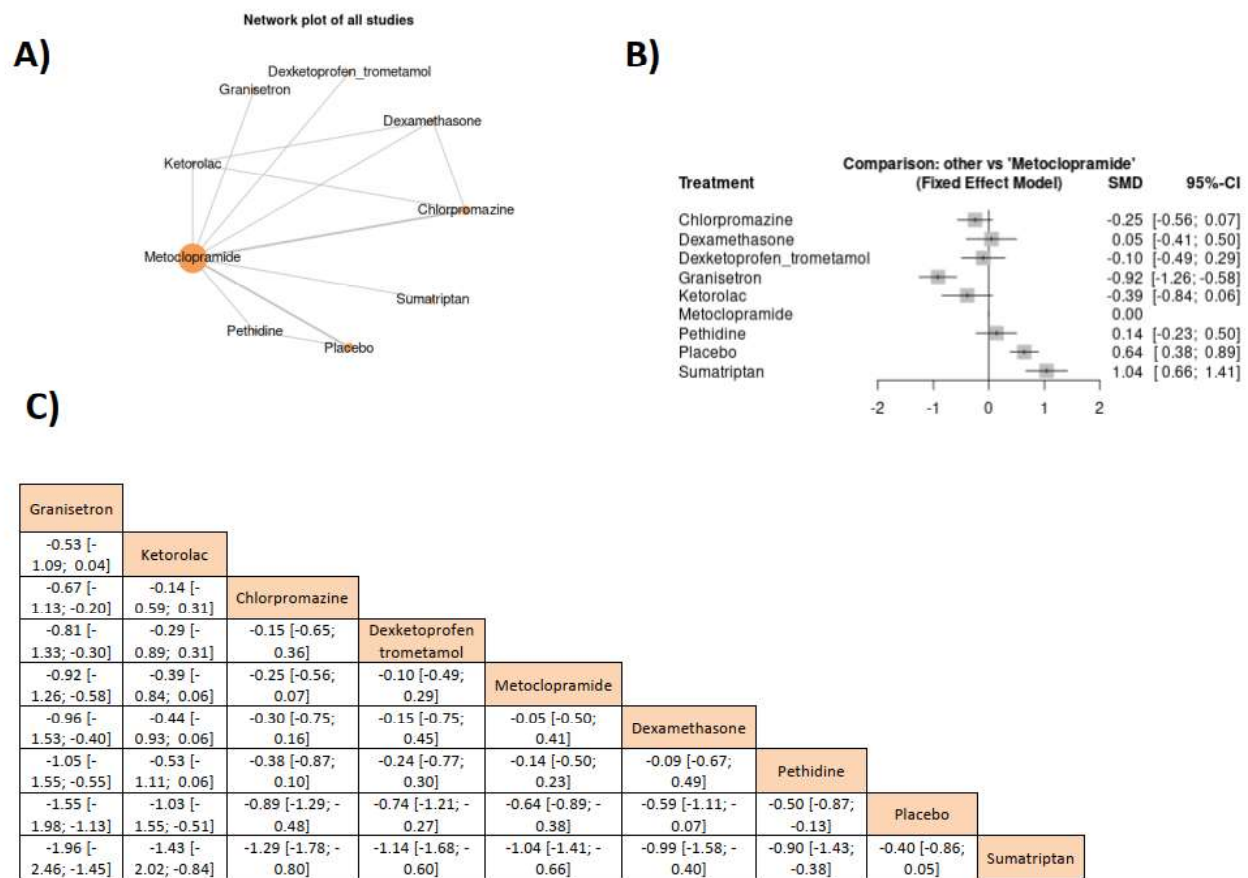 Network plot of all studies
A)
B)
Dexketoprofen_trometamol
Granisetron
Dexamethasone
Ketorolac
Chlorpromazine
Metoclopramide
Sumatriptan
Pethidine
Placebo
Comparison: other vs 'Metoclopramide'
Treatment (Fixed Effect Model) SMD 95%-CI
Chlorpromazine -0.25 [-0.56; 0.07]
Dexamethasone 0.05 [-0.41; 0.50]
Dexketoprofen_trometamol -0.10 [-0.49; 0.29]
Granisetron -0.92 [-1.26; -0.58]
Ketorolac -0.39 [-0.84; 0.06]
Metoclopramide 0.00
Pethidine 0.14 [-0.23; 0.50]
Placebo 0.64 [ 0.38; 0.89]
Sumatriptan 1.04 [ 0.66; 1.41]
-2 -1 0 1 2
C)
Granisetron
-0.53 [-
1.09; 0.04]
Ketorolac
-0.67 [-
1.13; -0.20]
-0.14 [-
0.59; 0.31]
Chlorpromazine
-0.81 [-
1.33; -0.30]
-0.29 [-
0.89; 0.31]
-0.15 [-0.65;
0.36]
Dexketoprofen
trometamol
-0.92 [-
1.26; -0.58]
-0.39 [-
0.84; 0.06]
-0.25 [-0.56;
0.07]
-0.10 [-0.49;
0.29]
Metoclopramide
-0.96 [-
1.53; -0.40]
-0.44 [-
0.93; 0.06]
-0.30 [-0.75;
0.16]
-0.15 [-0.75;
0.45]
-0.05 [-0.50;
0.41]
Dexamethasone
-1.05 [-
1.55; -0.55]
-0.53 [-
1.11; 0.06]
-0.38 [-0.87;
0.10]
-0.24 [-0.77;
0.30]
-0.14 [-0.50;
0.23]
-0.09 [-0.67;
0.49]
Pethidine
-1.55 [-
1.98; -1.13]
-1.03 [-
1.55; -0.51]
-0.89 [-1.29; -
0.48]
-0.74 [-1.21; -
0.27]
-0.64 [-0.89; -
0.38]
-0.59 [-1.11; -
0.07]
-0.50 [-0.87;
-0.13]
Placebo
-1.96 [-
2.46; -1.45]
-1.43 [-
2.02; -0.84]
-1.29 [-1.78; -
0.80]
-1.14 [-1.68; -
0.60]
-1.04 [-1.41; -
0.66]
-0.99 [-1.58; -
0.40]
-0.90 [-1.43;
-0.38]
-0.40 [-0.86;
0.05]
Sumatriptan